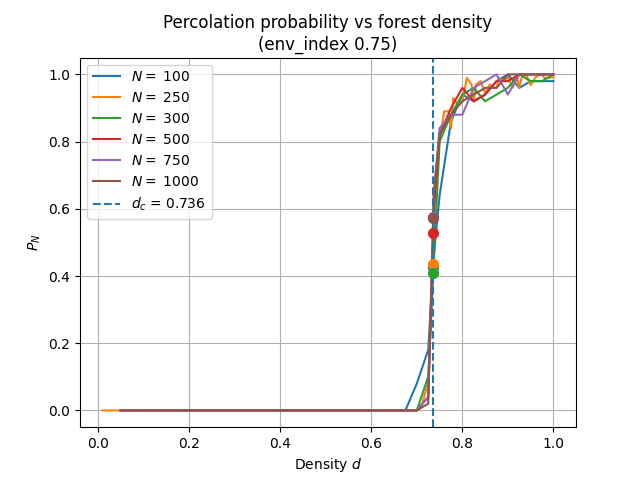 Percolation probability vs forest density
(env_index 0.75)
1.0
0.8
0.6
0.4
0.2
0.0
P_N
N = 100
N = 250
N = 300
N = 500
N = 750
N = 1000
d_c = 0.736
0.0 0.2 0.4 0.6 0.8 1.0
Density d